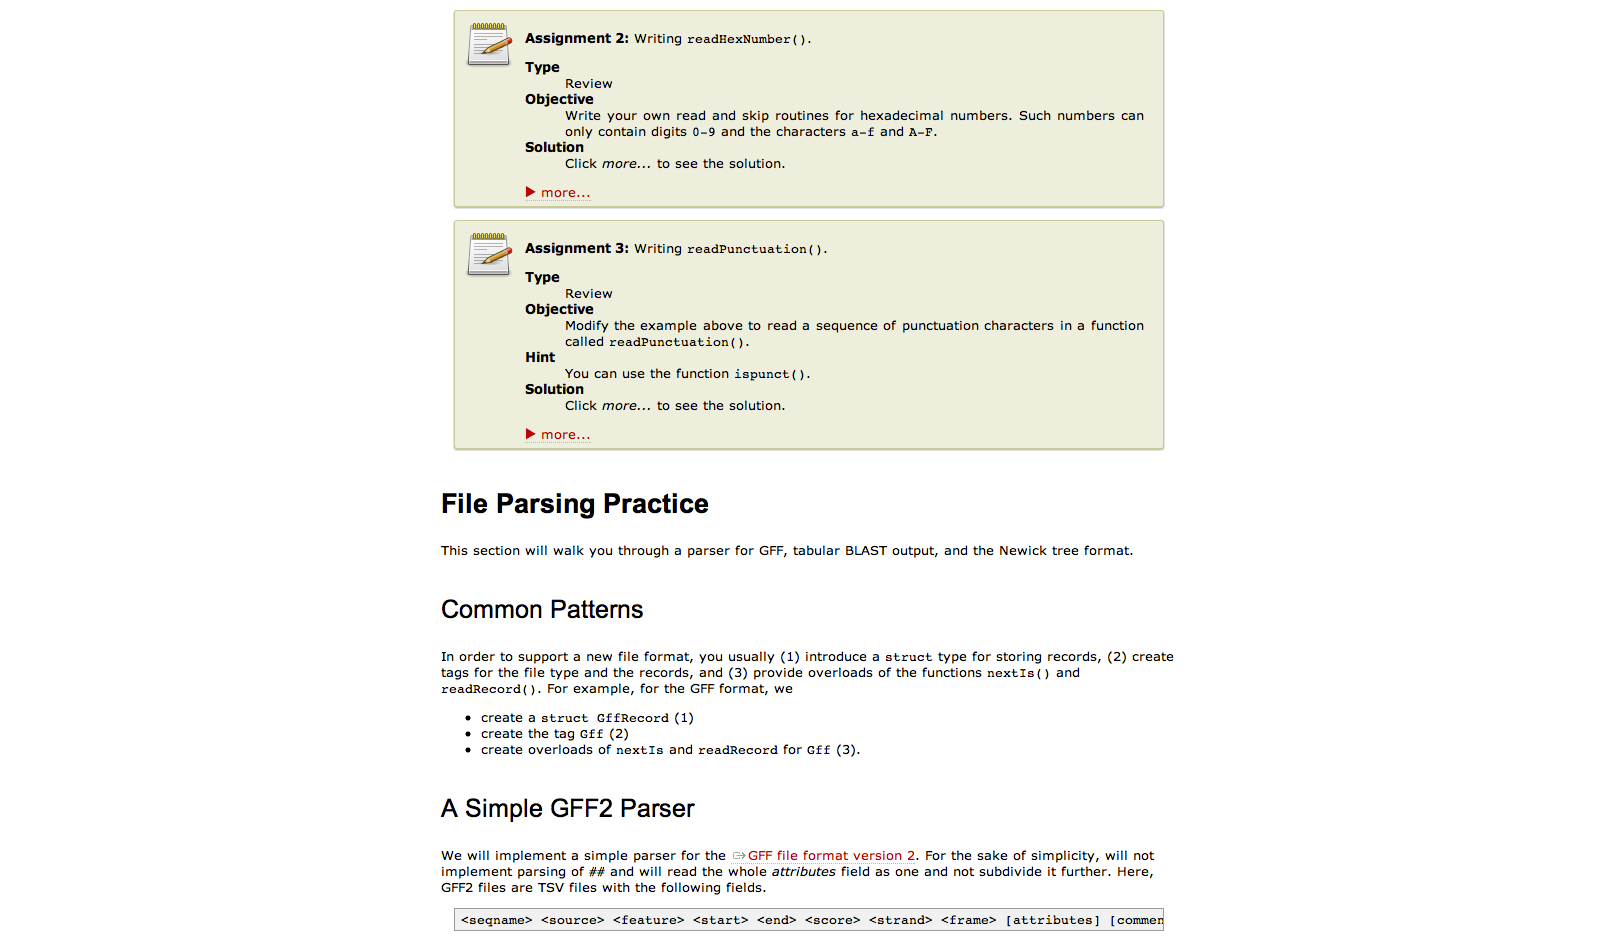 Assignment 2: Writing readHexNumber().
Type
Review
Objective
Write your own read and skip routines for hexadecimal numbers. Such numbers can
only contain digits 0-9 and the characters a-f and A-F.
Solution
Click more... to see the solution.
more...
Assignment 3: Writing readPunctuation().
Type
Review
Objective
Modify the example above to read a sequence of punctuation characters in a function
called readPunctuation().
Hint
You can use the function ispunct().
Solution
Click more... to see the solution.
more...
File Parsing Practice
This section will walk you through a parser for GFF, tabular BLAST output, and the Newick tree format.
Common Patterns
In order to support a new file format, you usually (1) introduce a struct type for storing records, (2) create
tags for the file type and the records, and (3) provide overloads of the functions nextIs() and
readRecord(). For example, for the GFF format, we
• create a struct GffRecord (1)
• create the tag Gff (2)
• create overloads of nextIs and readRecord for Gff (3).
A Simple GFF2 Parser
We will implement a simple parser for the GFF file format version 2. For the sake of simplicity, will not
implement parsing of ## and will read the whole attributes field as one and not subdivide it further. Here,
GFF2 files are TSV files with the following fields.
<seqname> <source> <feature> <start> <end> <score> <strand> <frame> [attributes] [commen